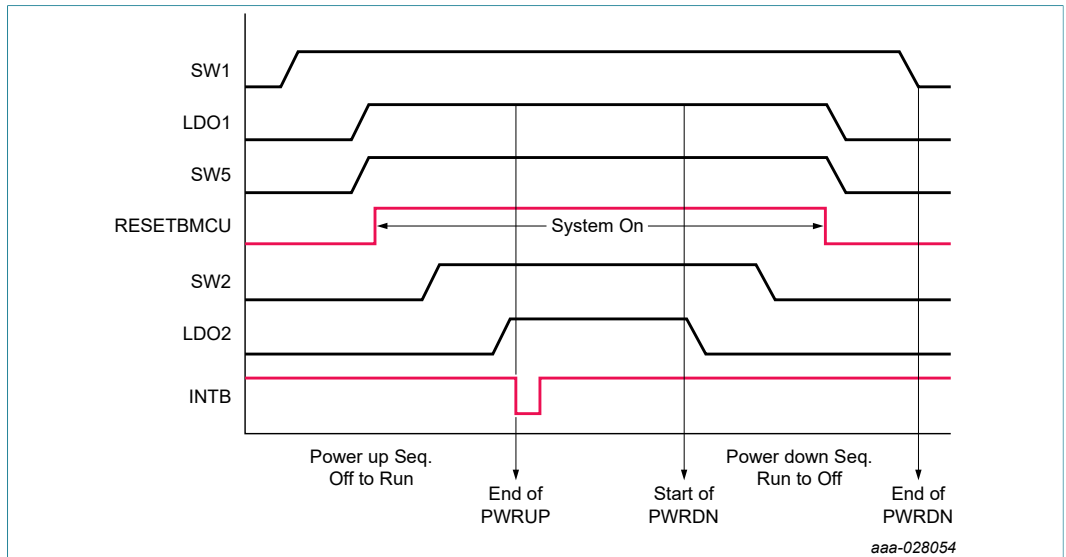 SW1
LDO1
SW5
RESETBMCU
System On
SW2
LDO2
INTB
Power up Seq.
Off to Run
End of
PWRUP
Start of
PWRDN
Power down Seq.
Run to Off
End of
PWRDN
aaa-028054